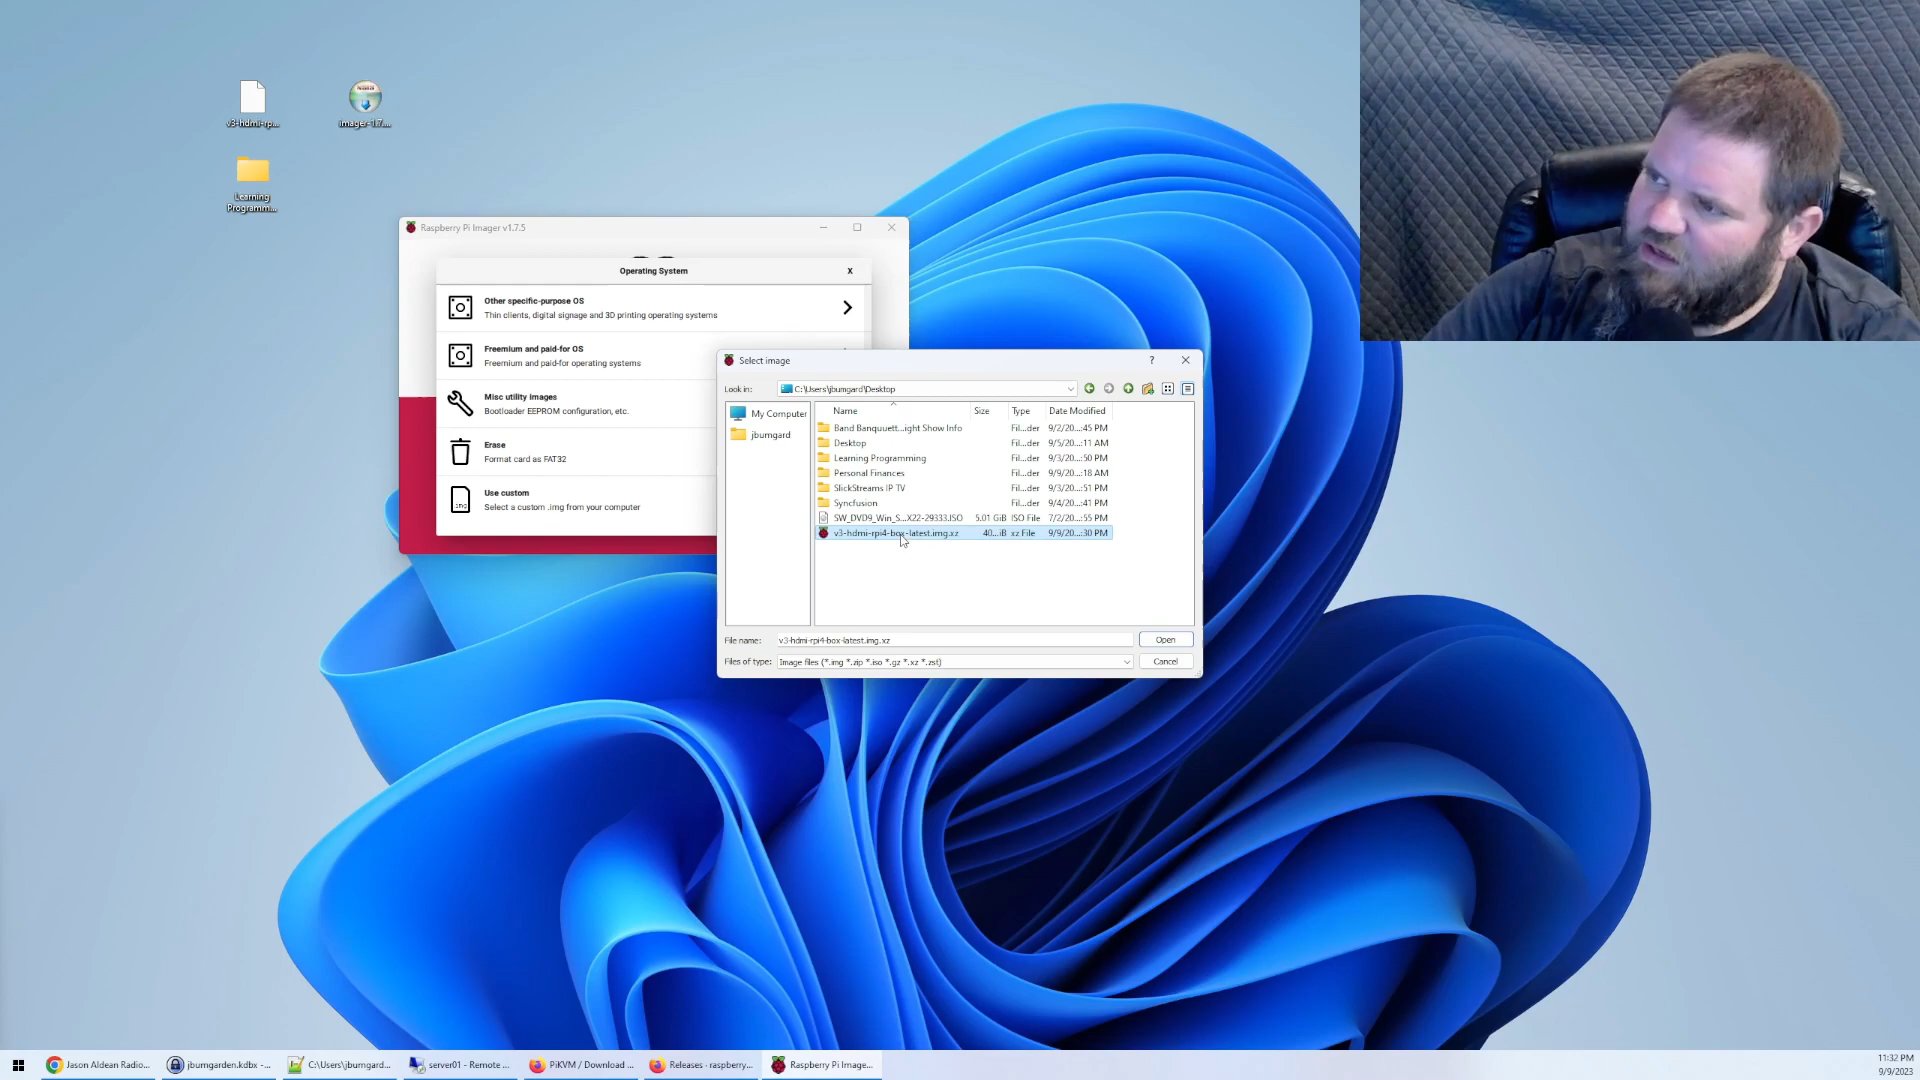 v3-hdmi-rp...
imager-1.7....
Learning
Programm...
Raspberry Pi Imager v1.7.5
Operating System
X
Other specific-purpose OS
Thin clients, digital signage and 3D printing operating systems
Freemium and paid-for OS
Freemium and paid-for operating systems
Misc utility images
Bootloader EEPROM configuration, etc.
Erase
Format card as FAT32
.img
Use custom
Select a custom .img from your computer
Select image
?
Look in:
C:\Users\jbumgard\Desktop
My Computer
jbumgard
Name Size Type Date Modified
Band Banquuett...ight Show Info Fil...der 9/2/20...:45 PM
Desktop Fil...der 9/5/20...:11 AM
Learning Programming Fil...der 9/3/20...:50 PM
Personal Finances Fil...der 9/9/20...:18 AM
SlickStreams IP TV Fil...der 9/3/20...:51 PM
Syncfusion Fil...der 9/4/20...:41 PM
SW_DVD9_Win_S...X22-29333.ISO 5.01 GiB ISO File 7/2/20...:55 PM
v3-hdmi-rpi4-box-latest.img.xz 40...iB xz File 9/9/20...:30 PM
File name: v3-hdmi-rpi4-box-latest.img.xz Open
Files of type: Image files (*.img *.zip *.iso *.gz *.xz *.zst) Cancel
Jason Aldean Radio...
jbumgarden.kdbx -...
C:\Users\jbumgard...
server01 - Remote ...
PiKVM / Download ...
Releases · raspberry...
Raspberry Pi Image...
11:32 PM
9/9/2023